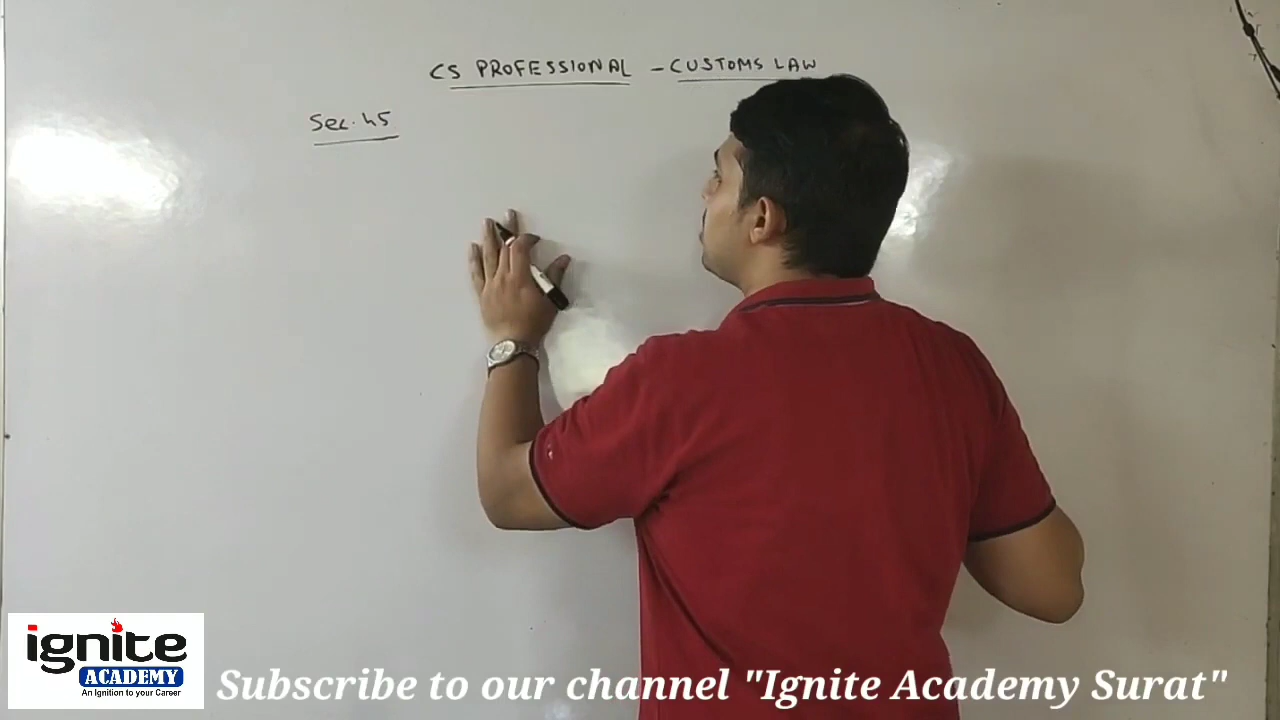 CS PROFESSIONAL - CUSTOMS LAW
Sec. 45
ignite
ACADEMY
An Ignition to your Career
Subscribe to our channel "Ignite Academy Surat"